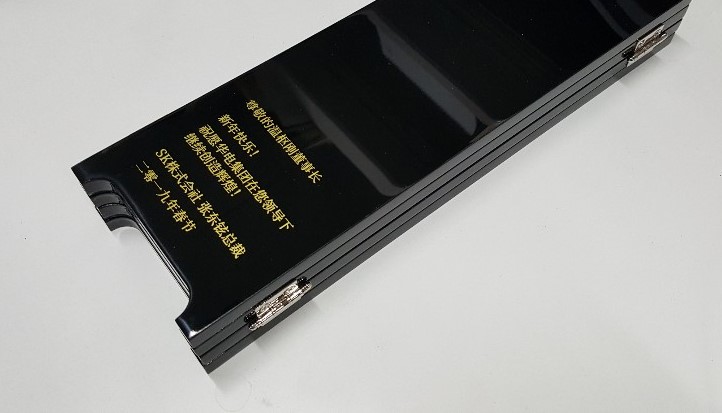 尊敬的温枢刚董事长
新年快乐！
祝愿华电集团在您领导下
继续创造辉煌！
SK株式会社 张东铉总裁
二零一九年春节